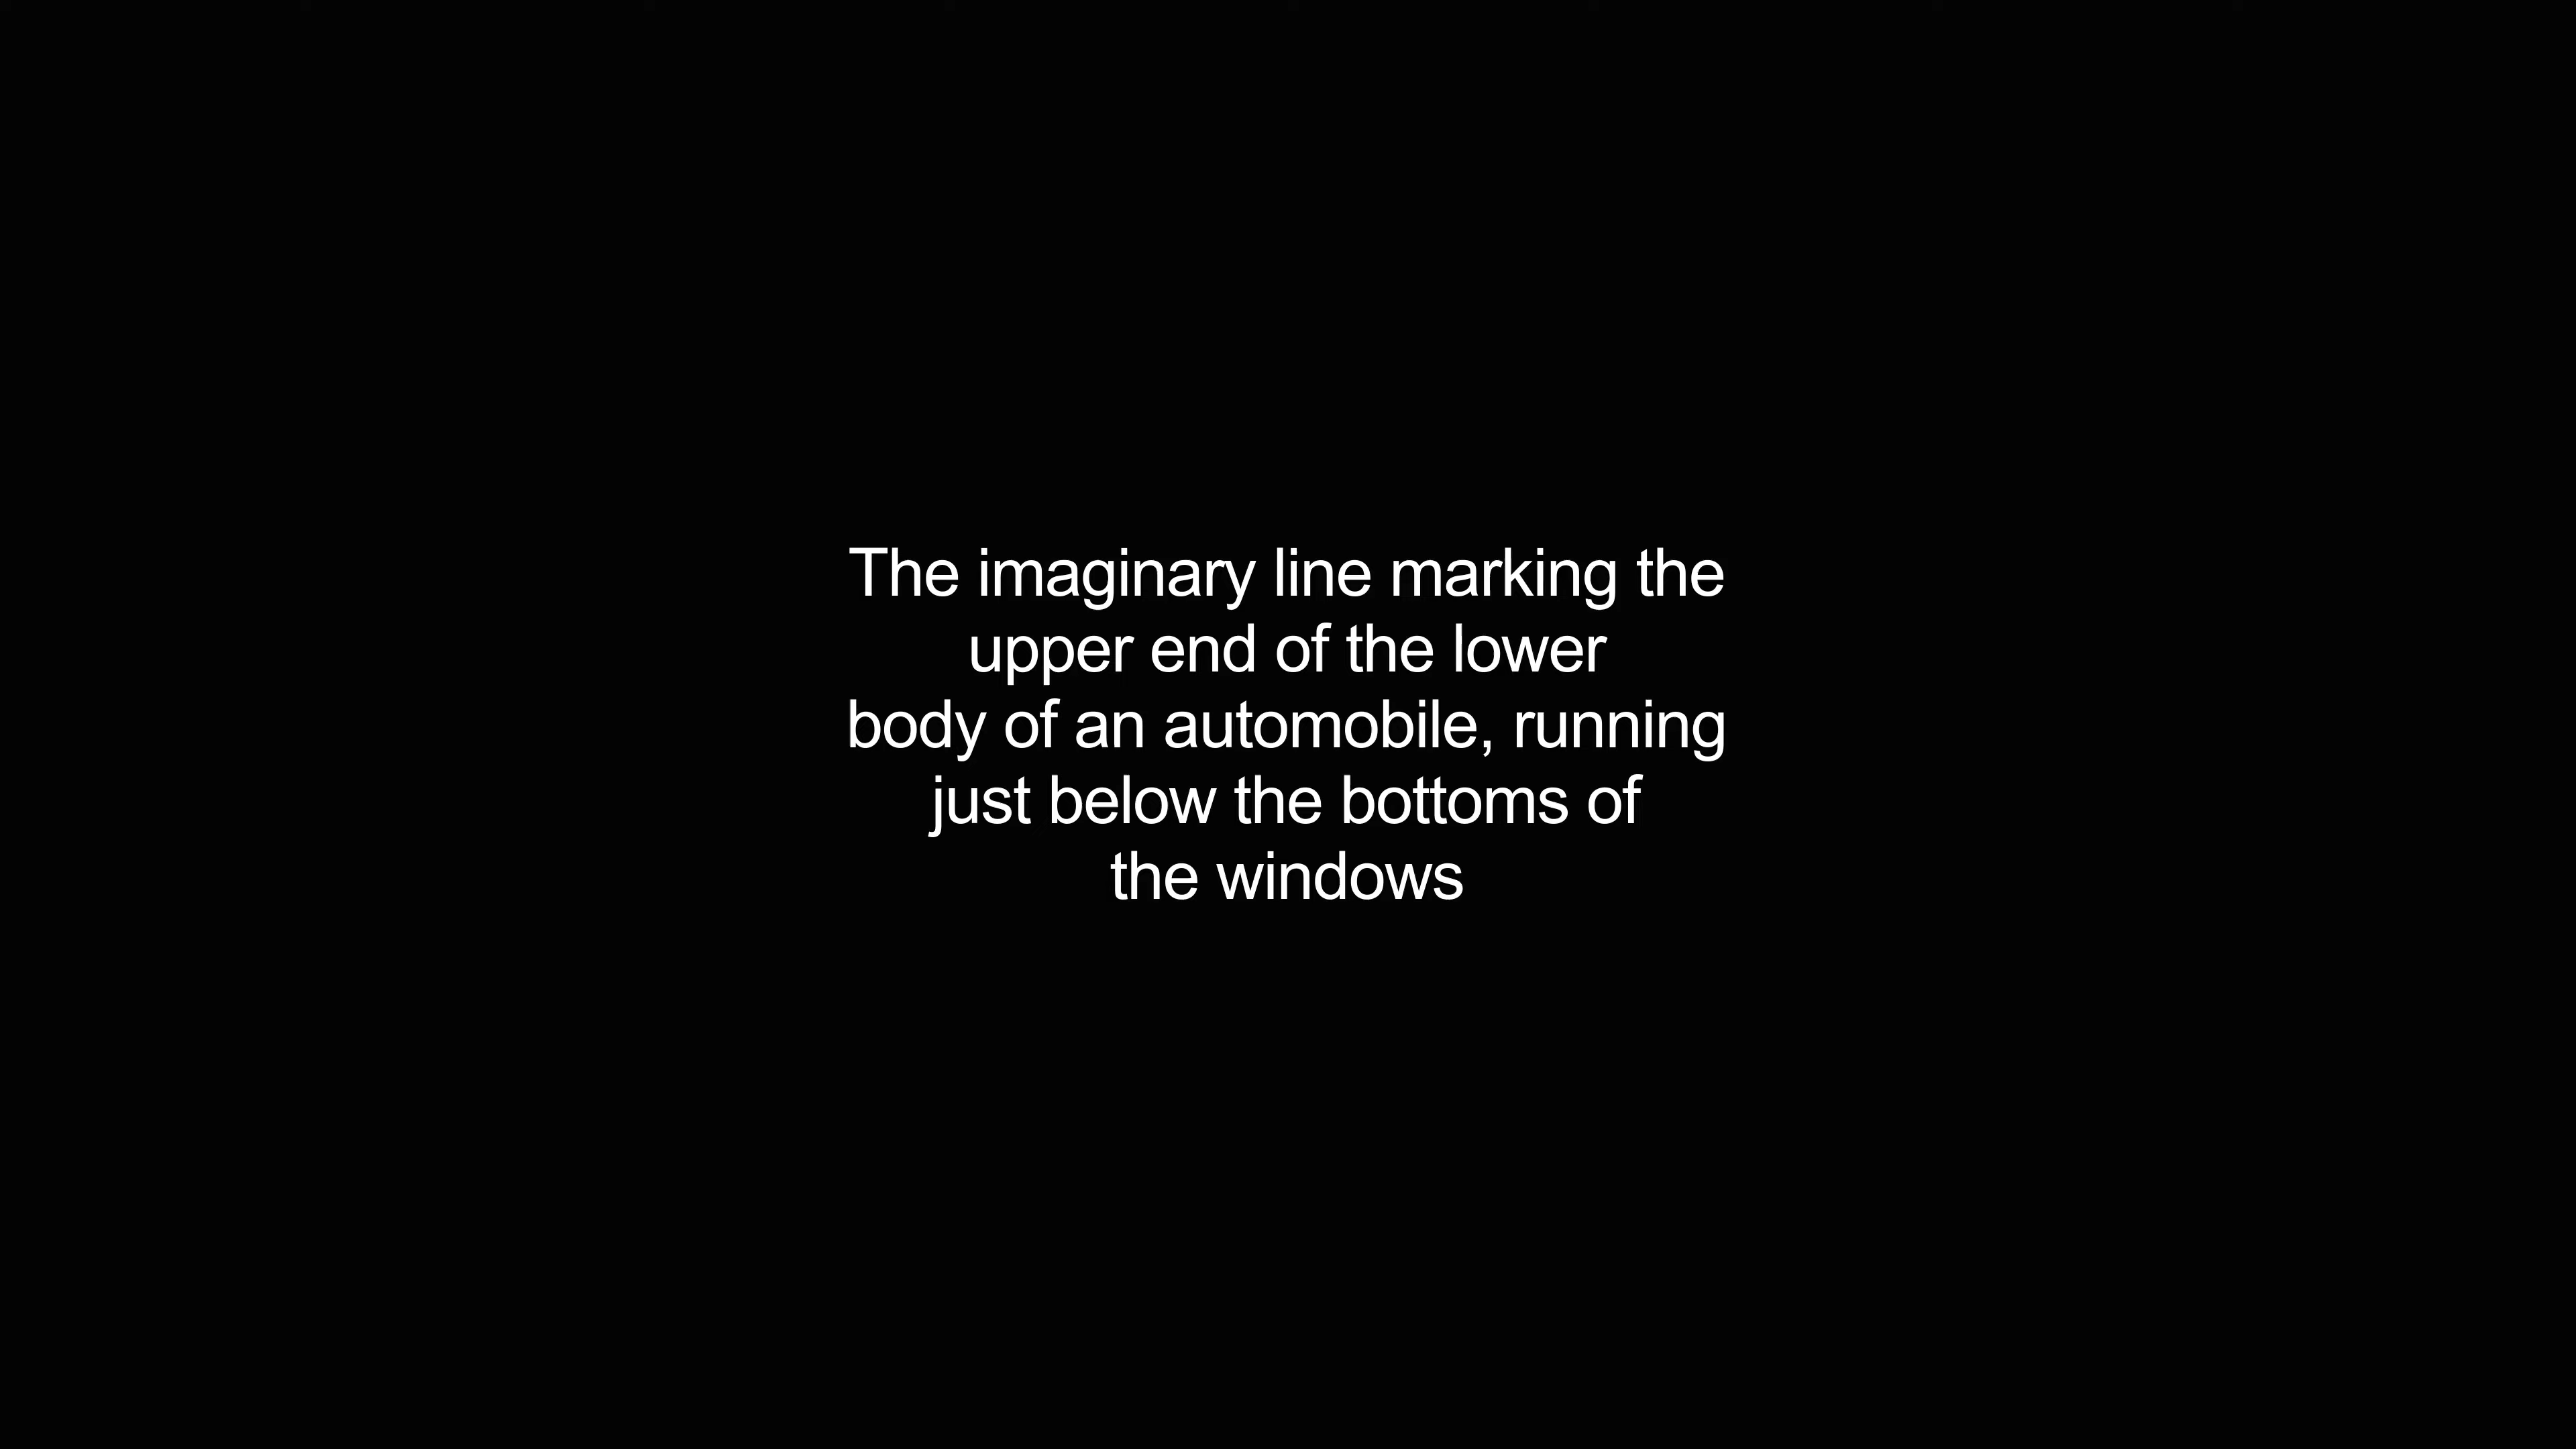 The imaginary line marking the
upper end of the lower
body of an automobile, running
just below the bottoms of
the windows